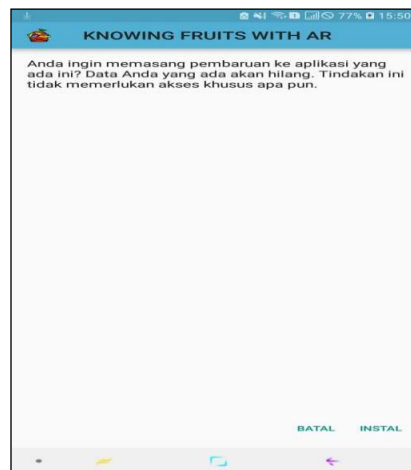 77% 15:50
KNOWING FRUITS WITH AR
Anda ingin memasang pembaruan ke aplikasi yang
ada ini? Data Anda yang ada akan hilang. Tindakan ini
tidak memerlukan akses khusus apa pun.
BATAL INSTAL